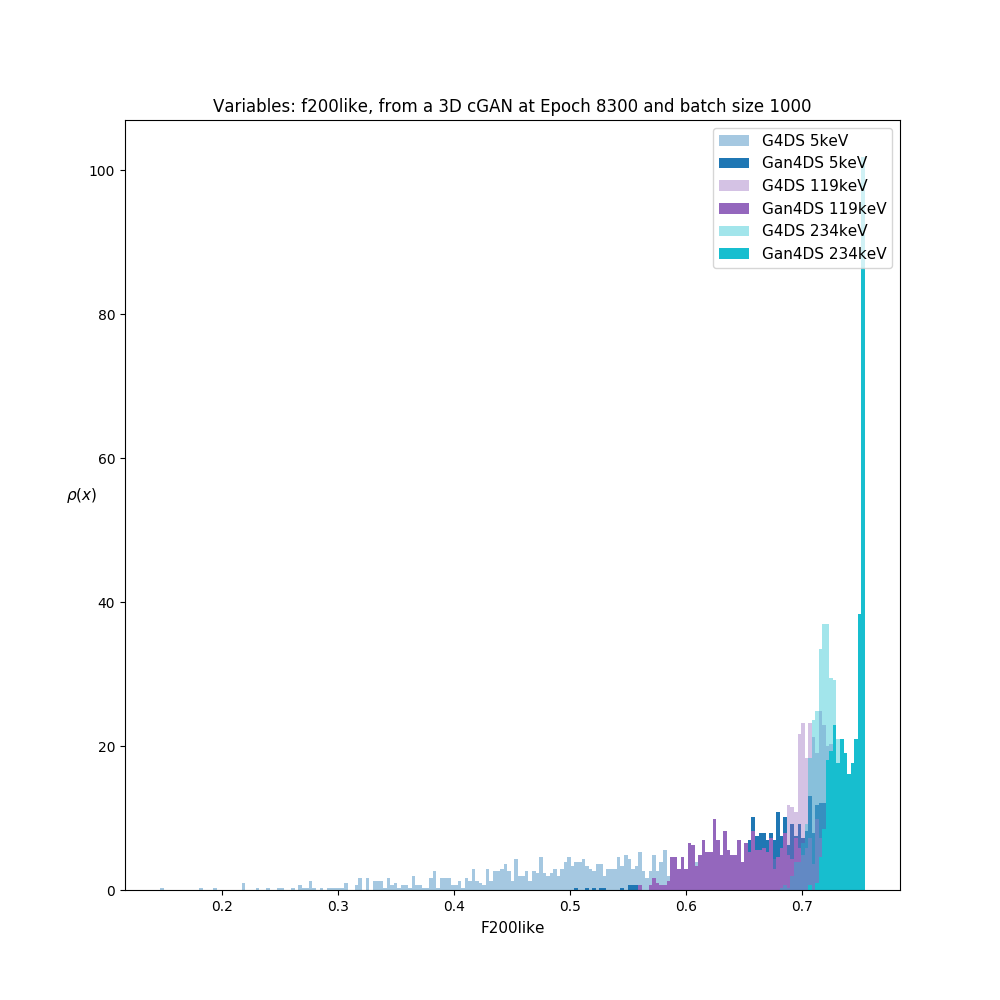 Variables: f200like, from a 3D cGAN at Epoch 8300 and batch size 1000
G4DS 5keV
Gan4DS 5keV
G4DS 119keV
Gan4DS 119keV
G4DS 234keV
Gan4DS 234keV
100
80
60
40
20
0
ρ(x)
0.2 0.3 0.4 0.5 0.6 0.7
F200like